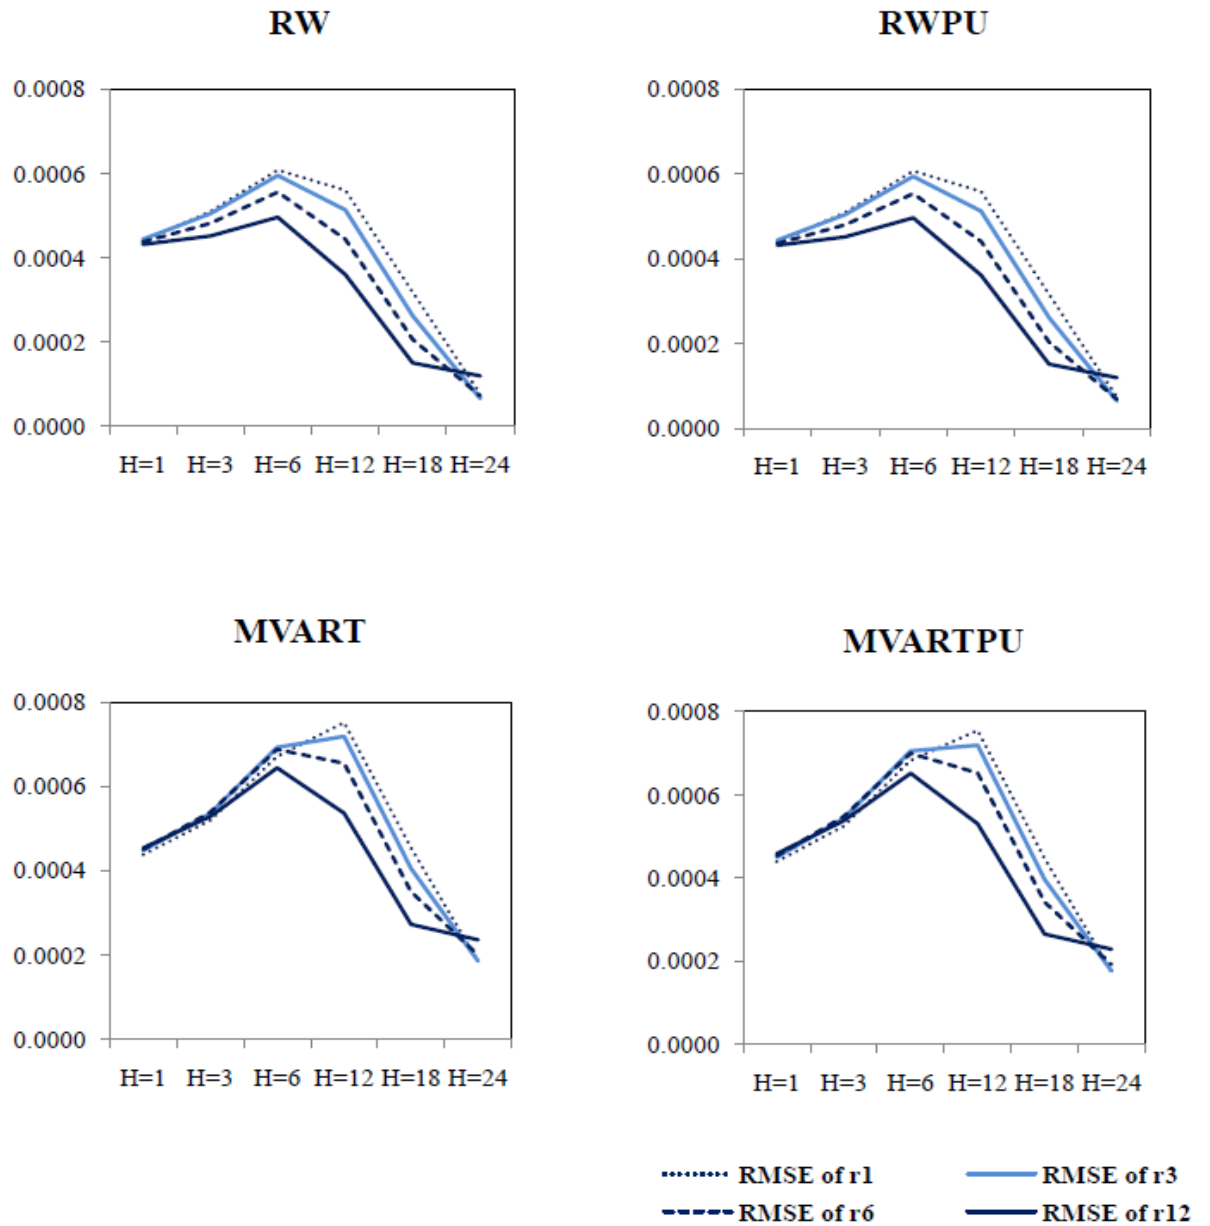 RW
0.0008
0.0006
0.0004
0.0002
0.0000
H=1 H=3 H=6 H=12 H=18 H=24
RWPU
0.0008
0.0006
0.0004
0.0002
0.0000
H=1 H=3 H=6 H=12 H=18 H=24
MVART
0.0008
0.0006
0.0004
0.0002
0.0000
H=1 H=3 H=6 H=12 H=18 H=24
MVARTPU
0.0008
0.0006
0.0004
0.0002
0.0000
H=1 H=3 H=6 H=12 H=18 H=24
RMSE of r1 RMSE of r3
RMSE of r6 RMSE of r12